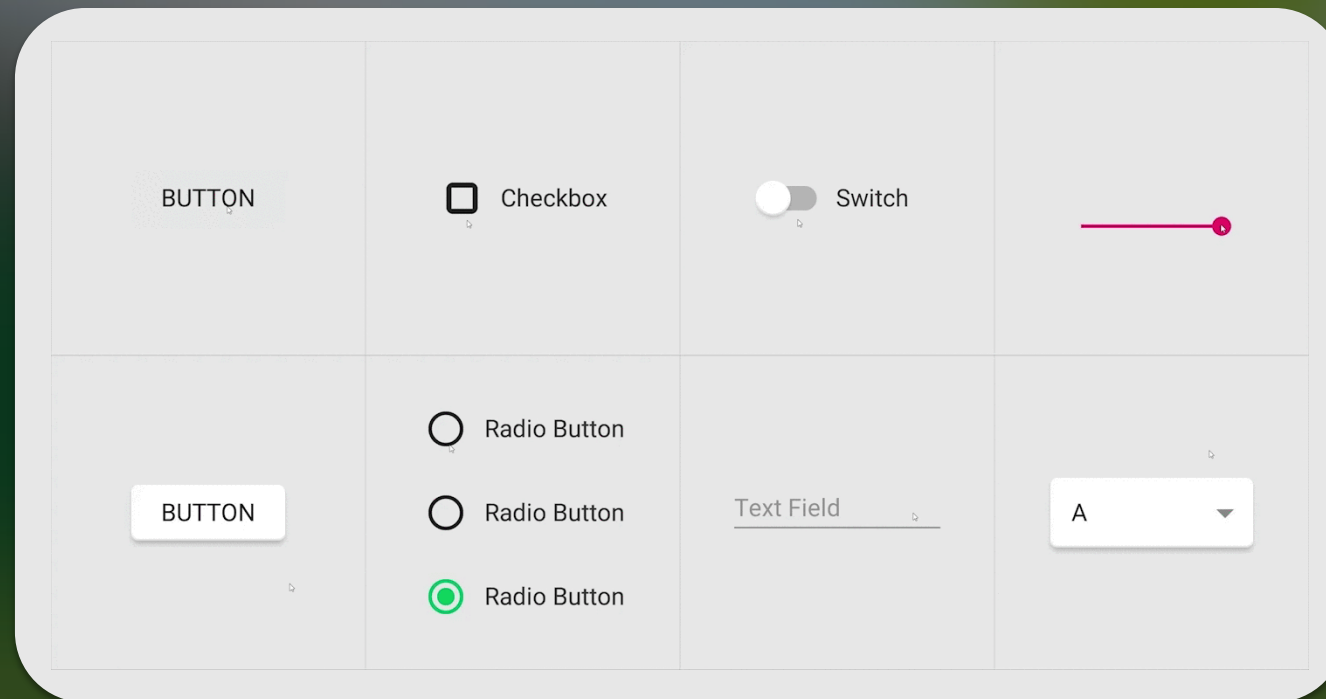 BUTTON
Checkbox
Switch
BUTTON
Radio Button
Radio Button
Radio Button
Text Field
A